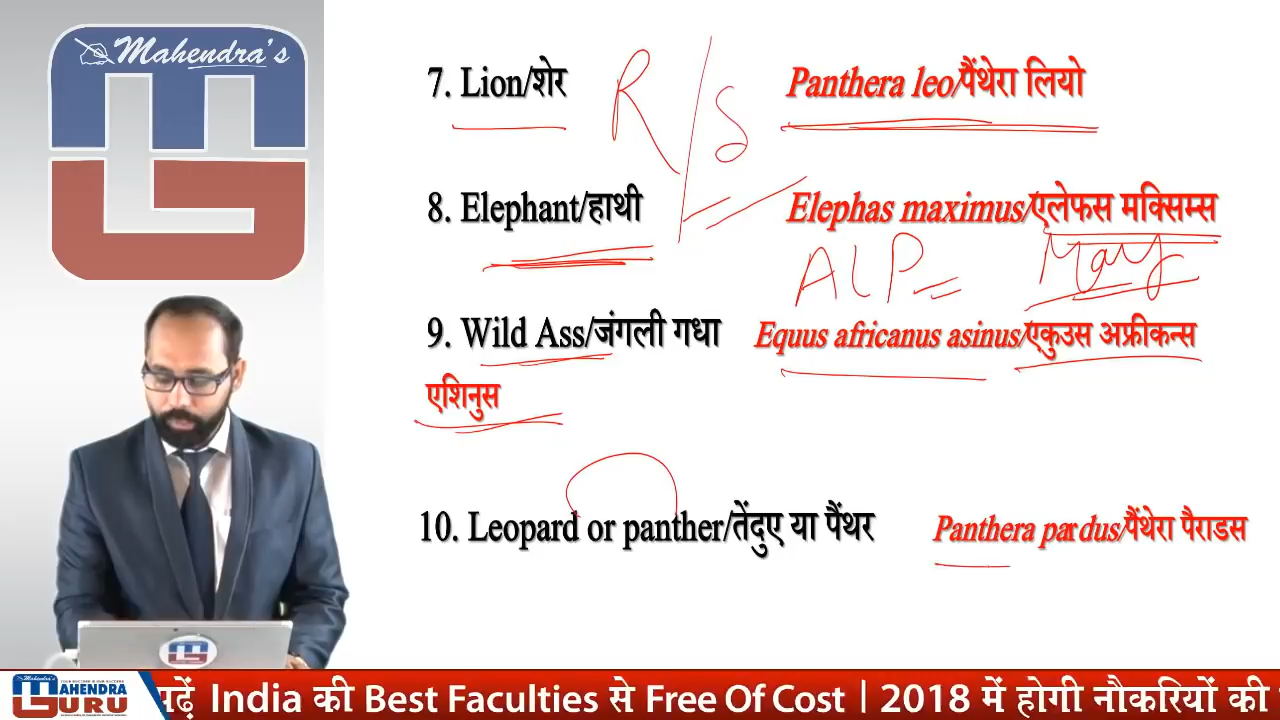 Mahendra's
7. Lion/शेर R/S Panthera leo/पैंथेरा लियो
8. Elephant/हाथी Elephas maximus/एलेफस मक्सिम्स
ALP
9. Wild Ass/जंगली गधा Equus africanus asinus/एकुउस अफ्रीकन्स
एशिनुस
10. Leopard or panther/तेंदुए या पैंथर Panthera pardus/पैंथेरा पैराडस
MAHENDRA
GURU
India की Best Faculties से Free Of Cost | 2018 में होगी नौकरियों की